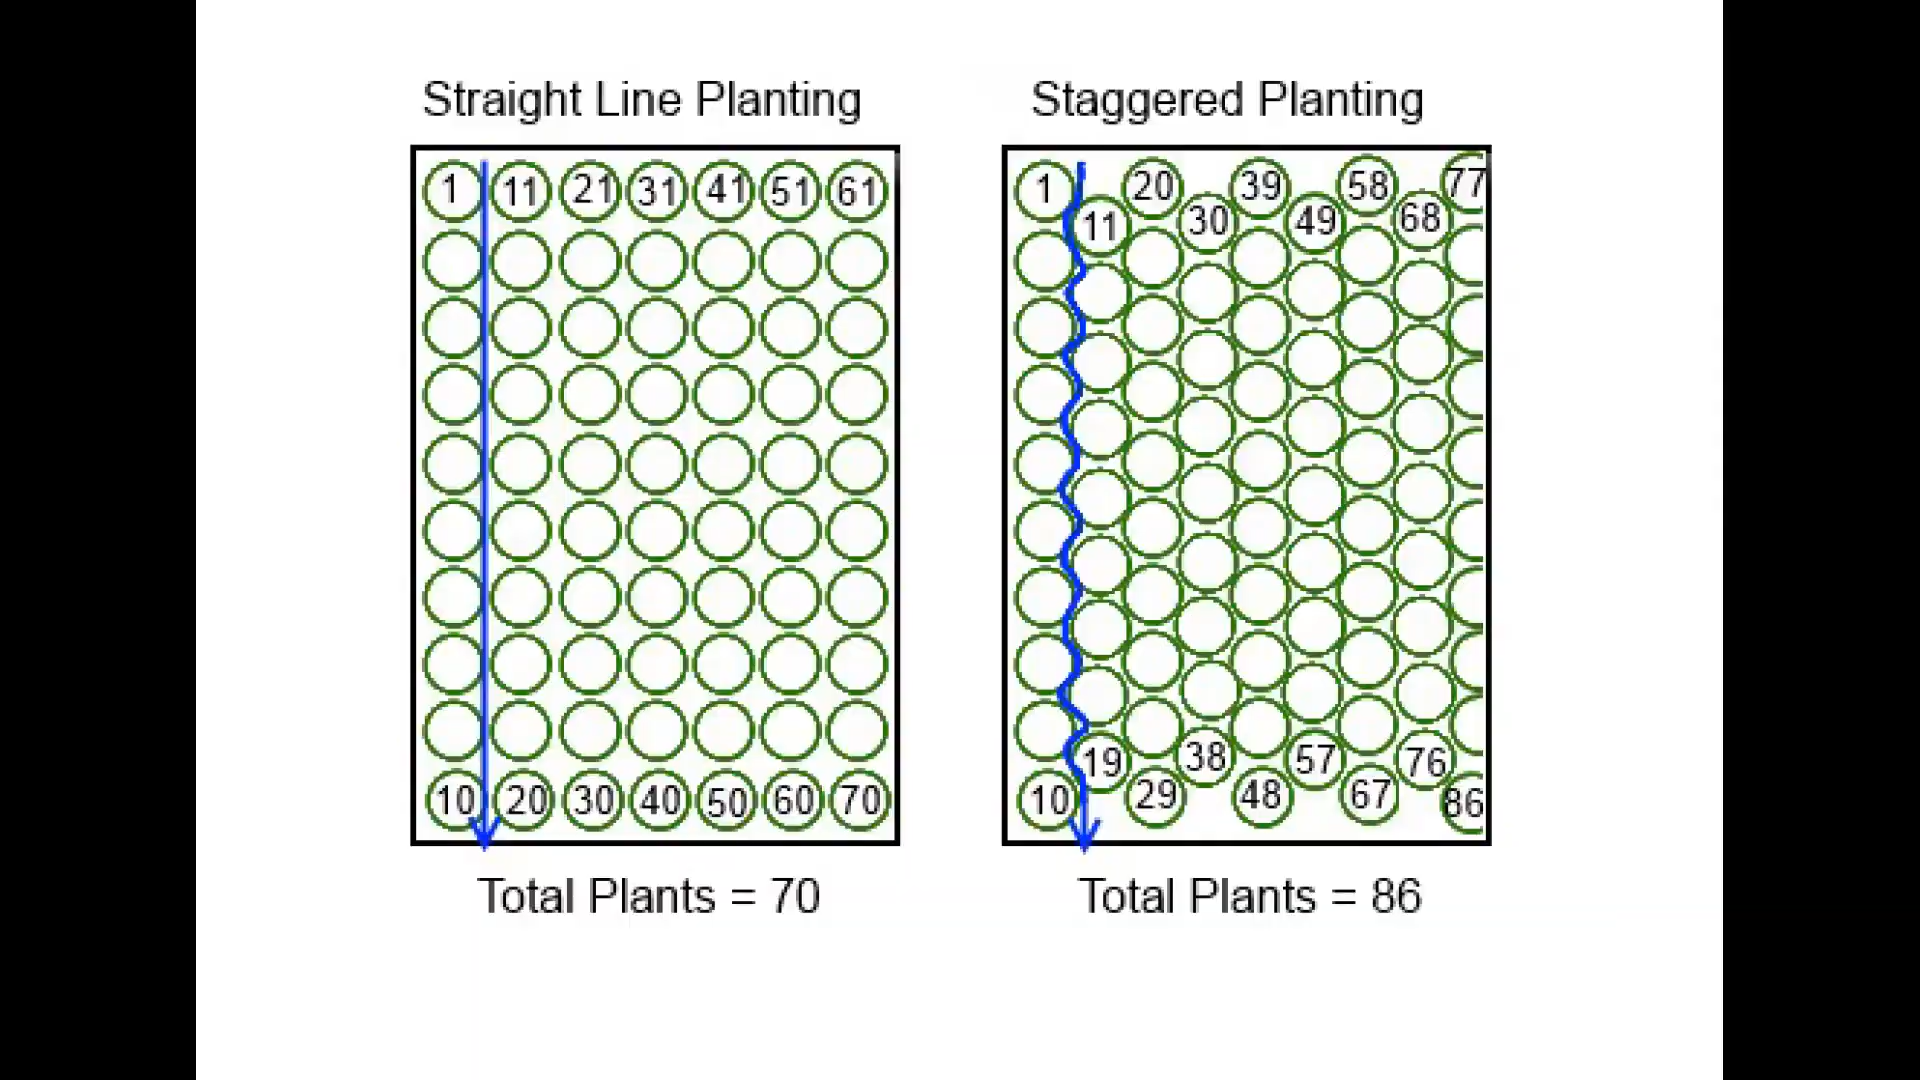 Straight Line Planting
1 11 21 31 41 51 61
10 20 30 40 50 60 70
Total Plants = 70
Staggered Planting
1 20 39 58 77
11 30 49 68
19 38 57 76
10 29 48 67 86
Total Plants = 86